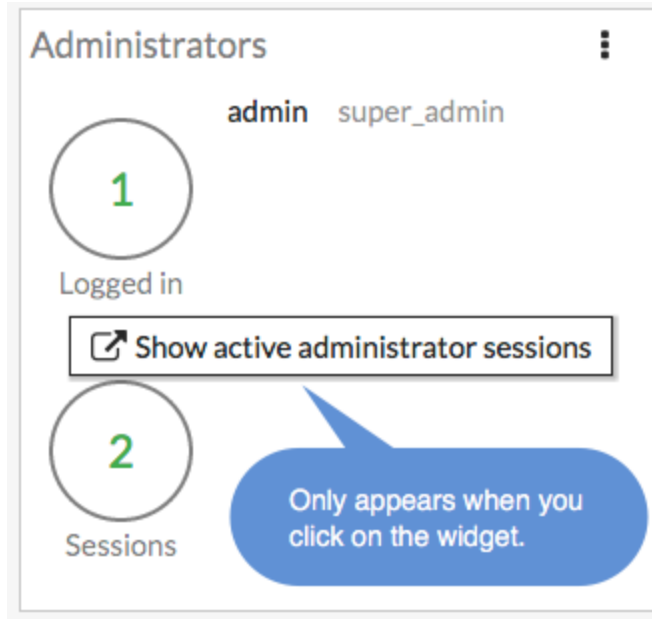 Administrators
admin super_admin
1
Logged in
Show active administrator sessions
2
Sessions
Only appears when you
click on the widget.